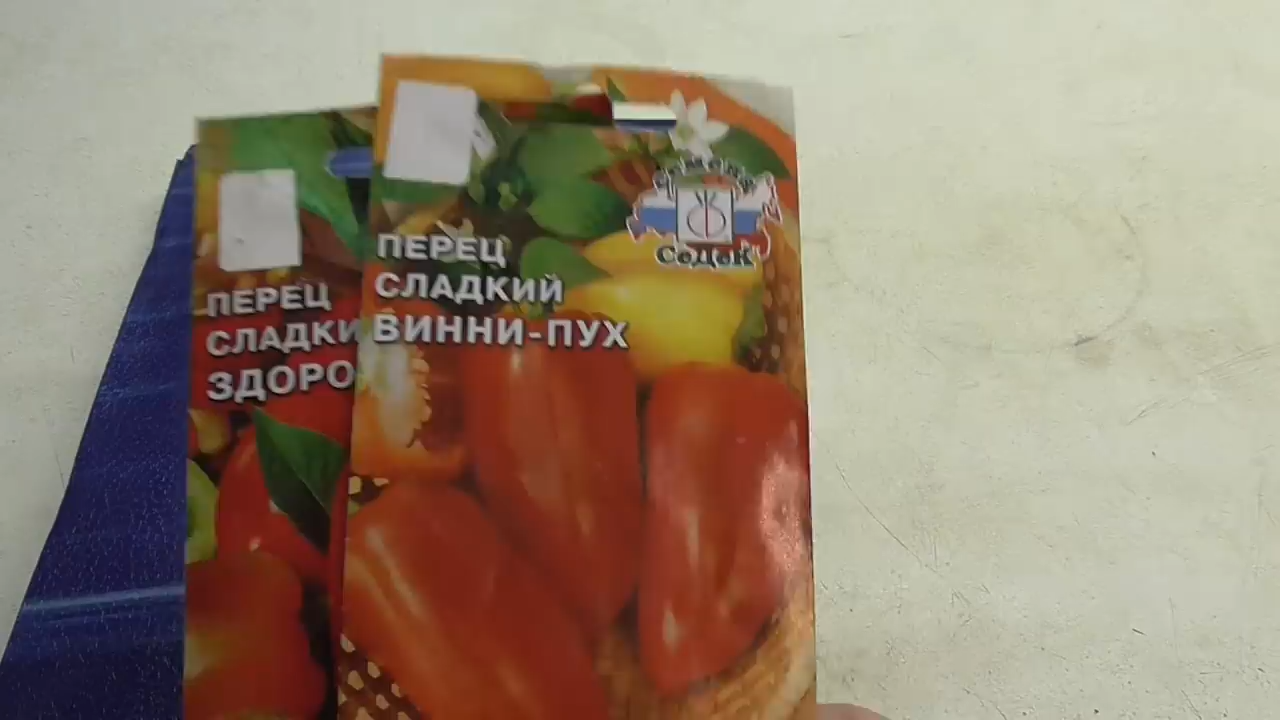 ПЕРЕЦ
СЛАДКИЙ
ВИННИ-ПУХ
СеДеК
ПЕРЕЦ
СЛАДКИ
ЗДОРО